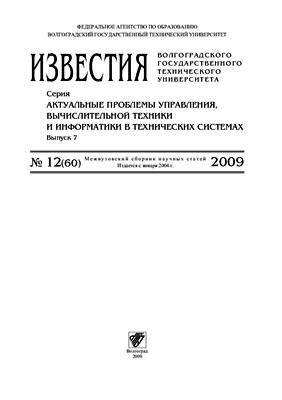 ФЕДЕРАЛЬНОЕ АГЕНТСТВО ПО ОБРАЗОВАНИЮ
ВОЛГОГРАДСКИЙ ГОСУДАРСТВЕННЫЙ ТЕХНИЧЕСКИЙ УНИВЕРСИТЕТ
ИЗВЕСТИЯ
ВОЛГОГРАДСКОГО
ГОСУДАРСТВЕННОГО
ТЕХНИЧЕСКОГО
УНИВЕРСИТЕТА
Серия
АКТУАЛЬНЫЕ ПРОБЛЕМЫ УПРАВЛЕНИЯ,
ВЫЧИСЛИТЕЛЬНОЙ ТЕХНИКИ
И ИНФОРМАТИКИ В ТЕХНИЧЕСКИХ СИСТЕМАХ
Выпуск 7
№ 12(60)
Межвузовский сборник научных статей
Издается с января 2004 г.
2009
Волгоград
2009